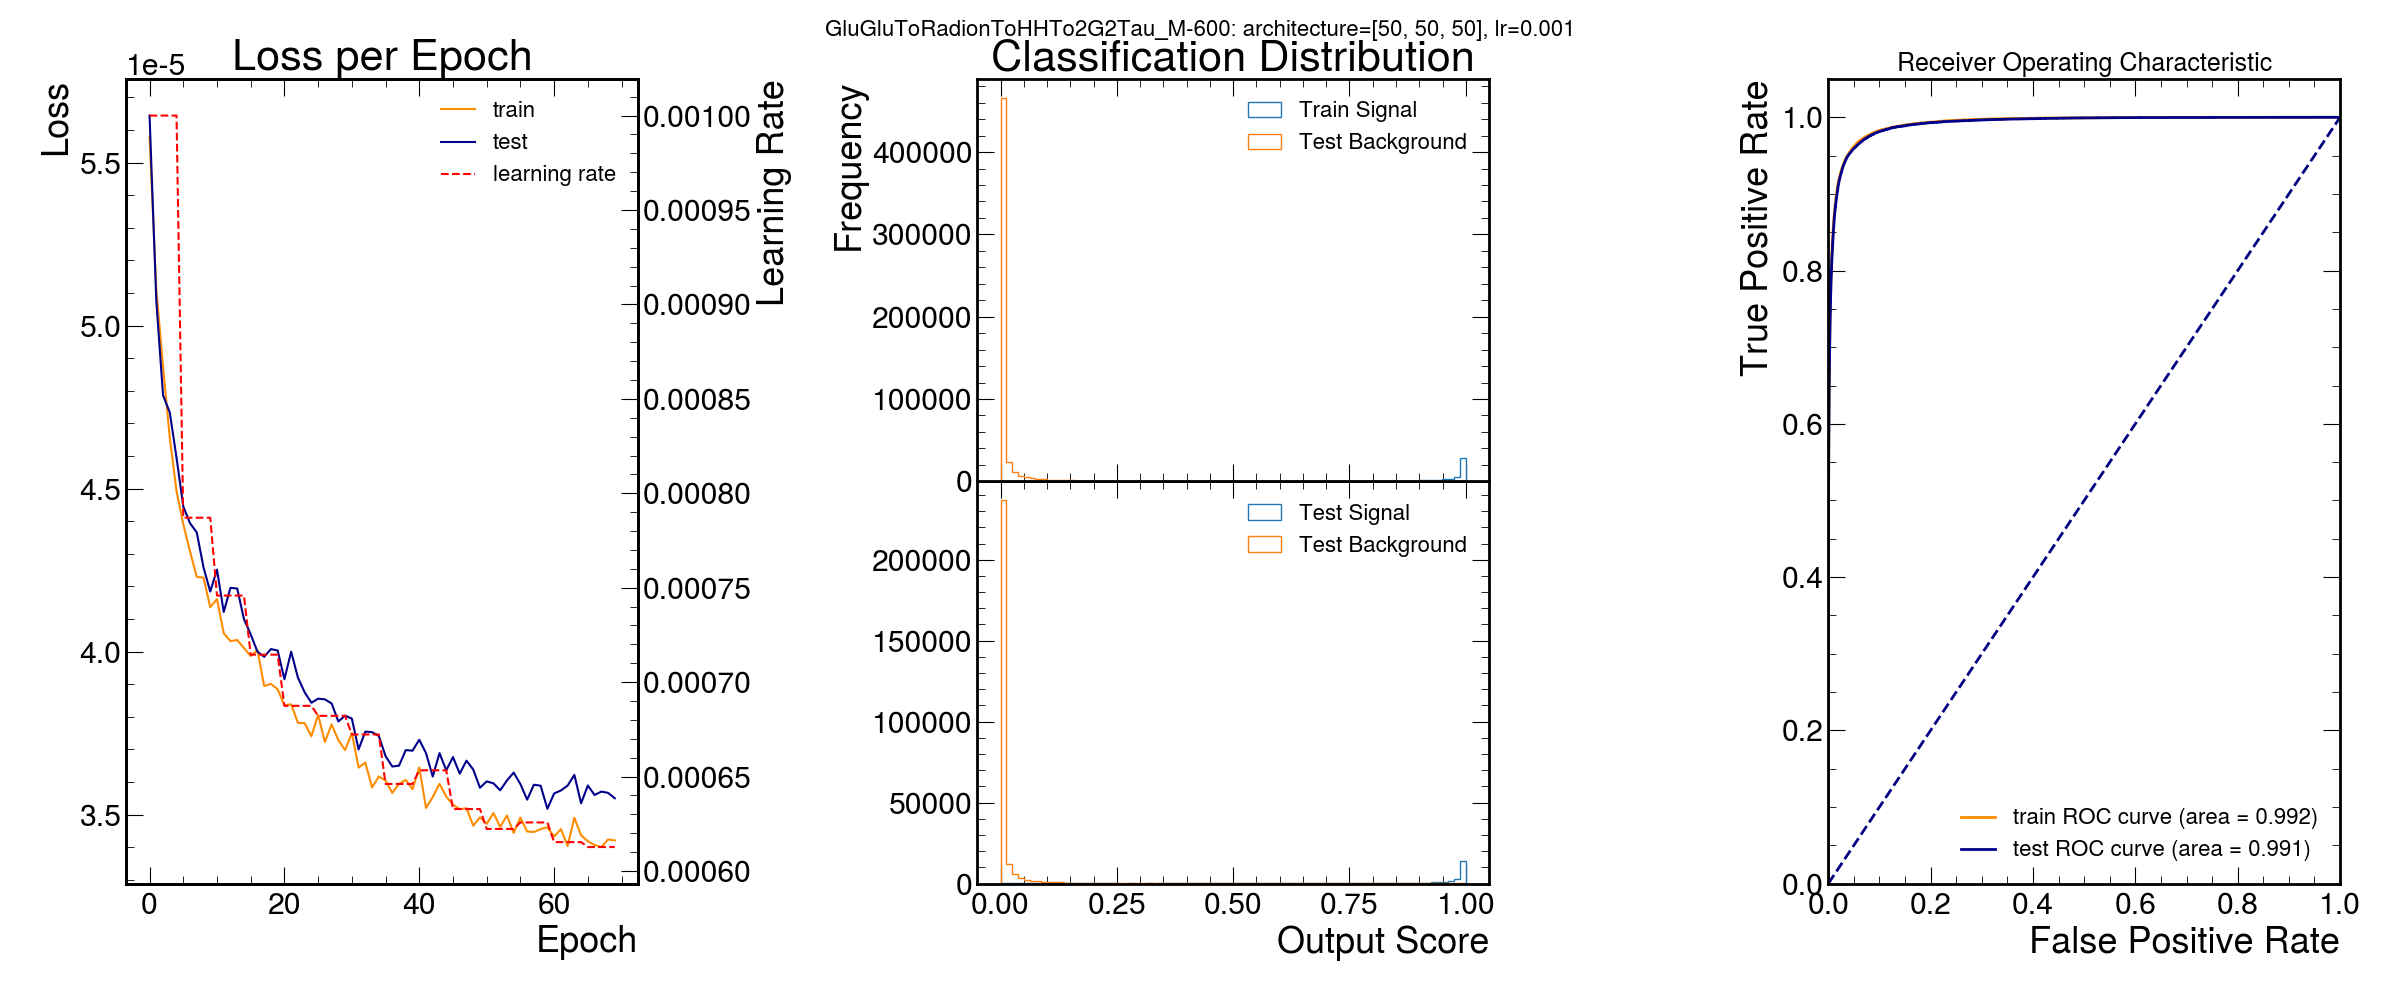 GluGluToRadionToHHTo2G2Tau_M-600: architecture=[50, 50, 50], lr=0.001
Loss per Epoch
1e-5
Loss
5.5
5.0
4.5
4.0
3.5
train
test
learning rate
0.00100
0.00095
0.00090
0.00085
0.00080
0.00075
0.00070
0.00065
0.00060
Learning Rate
0 20 40 60
Epoch
Classification Distribution
Frequency
400000
300000
200000
100000
0
Train Signal
Test Background
200000
150000
100000
50000
0
Test Signal
Test Background
0.00 0.25 0.50 0.75 1.00
Output Score
Receiver Operating Characteristic
True Positive Rate
1.0
0.8
0.6
0.4
0.2
0.0
train ROC curve (area = 0.992)
test ROC curve (area = 0.991)
0.0 0.2 0.4 0.6 0.8 1.0
False Positive Rate